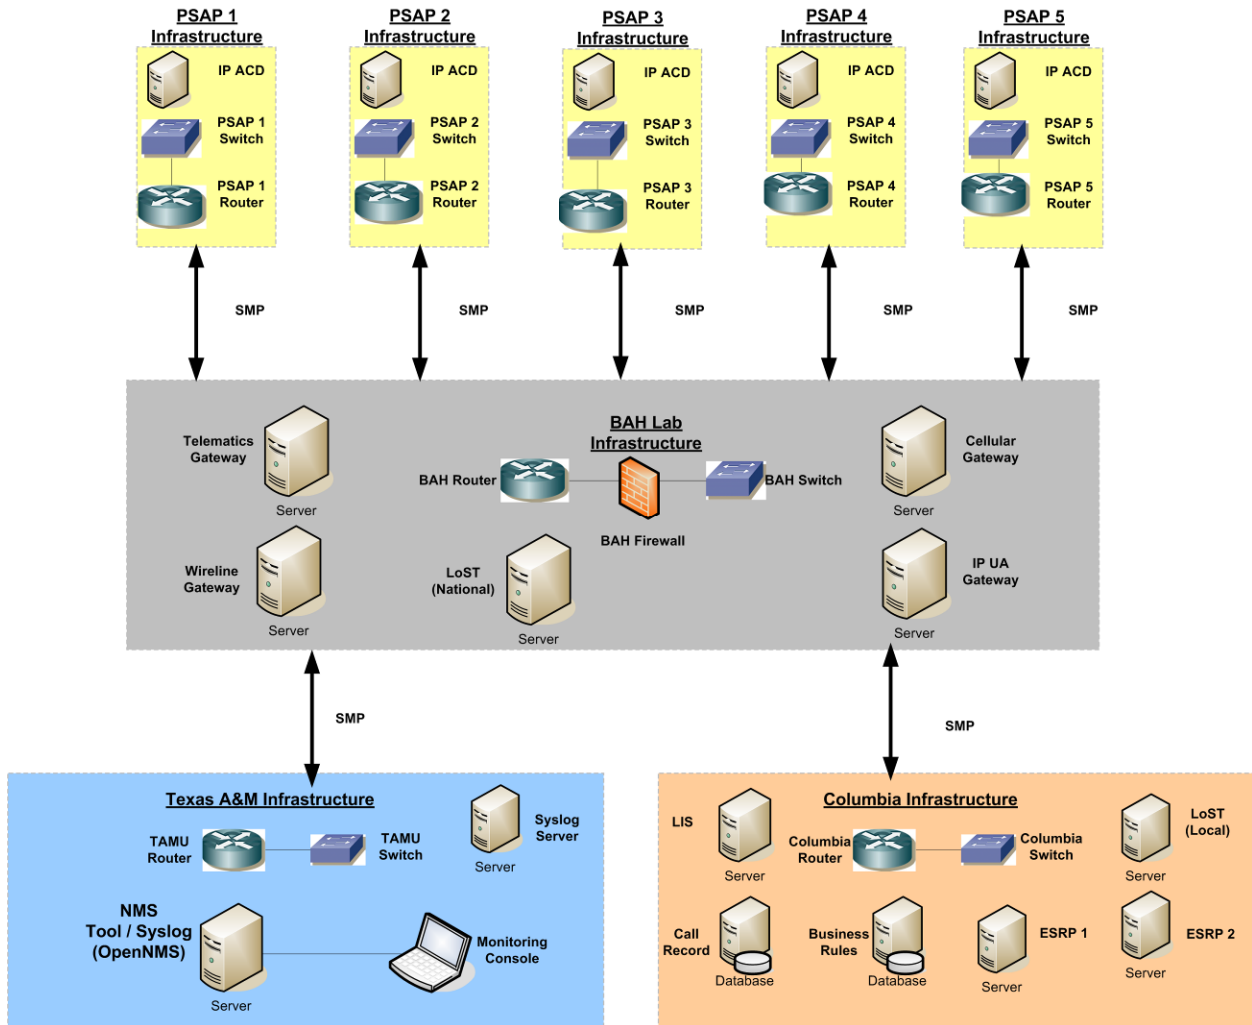 PSAP 1
Infrastructure
PSAP 2
Infrastructure
PSAP 3
Infrastructure
PSAP 4
Infrastructure
PSAP 5
Infrastructure
IP ACD
IP ACD
IP ACD
IP ACD
IP ACD
PSAP 1
Switch
PSAP 2
Switch
PSAP 3
Switch
PSAP 4
Switch
PSAP 5
Switch
PSAP 1
Router
PSAP 2
Router
PSAP 3
Router
PSAP 4
Router
PSAP 5
Router
SMP
SMP
SMP
SMP
SMP
BAH Lab
Infrastructure
Telematics
Gateway
Server
BAH Router
BAH Firewall
BAH Switch
Cellular
Gateway
Server
Wireline
Gateway
Server
LoST
(National)
Server
IP UA
Gateway
Server
SMP
SMP
Texas A&M Infrastructure
TAMU
Router
TAMU
Switch
Syslog
Server
Server
NMS
Tool / Syslog
(OpenNMS)
Server
Monitoring
Console
Columbia Infrastructure
LIS
Server
Columbia
Router
Columbia
Switch
LoST
(Local)
Server
Call
Record
Database
Business
Rules
Database
ESRP 1
Server
ESRP 2
Server